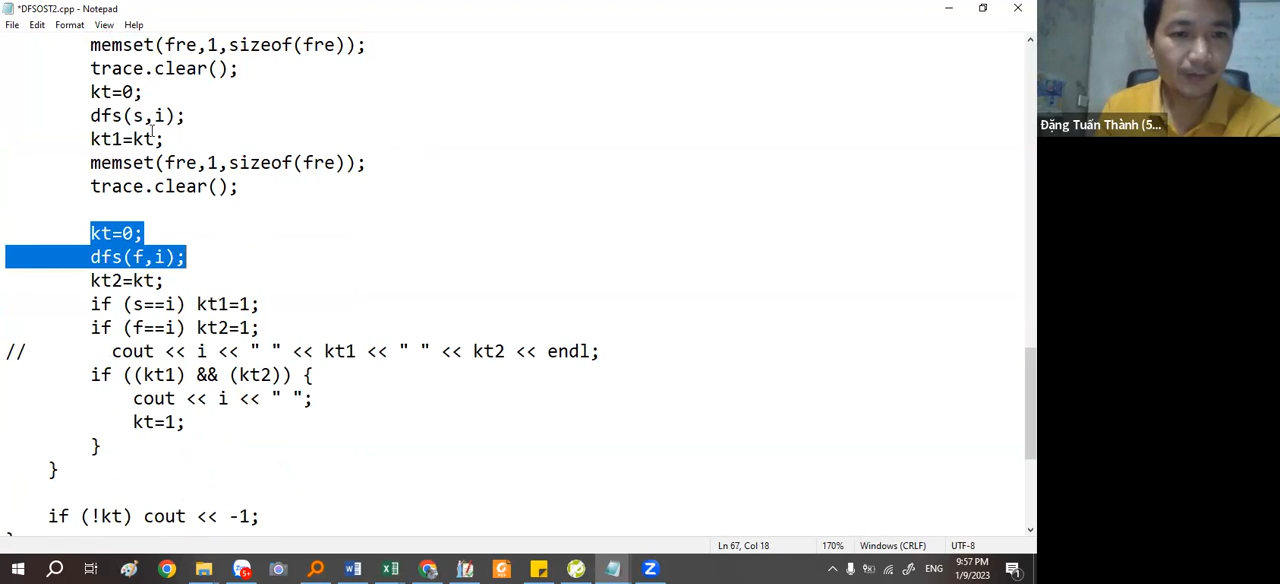 *DFSOST2.cpp - Notepad
File Edit Format View Help
memset(fre,1,sizeof(fre));
trace.clear();
kt=0;
dfs(s,i);
kt1=kt;
memset(fre,1,sizeof(fre));
trace.clear();
kt=0;
dfs(f,i);
kt2=kt;
if (s==i) kt1=1;
if (f==i) kt2=1;
// cout << i << " " << kt1 << " " << kt2 << endl;
if ((kt1) && (kt2)) {
cout << i << " ";
kt=1;
}
}
if (!kt) cout << -1;
Ln 67, Col 18
170%
Windows (CRLF)
UTF-8
Đặng Tuấn Thành (5...
ENG
9:57 PM
1/9/2023